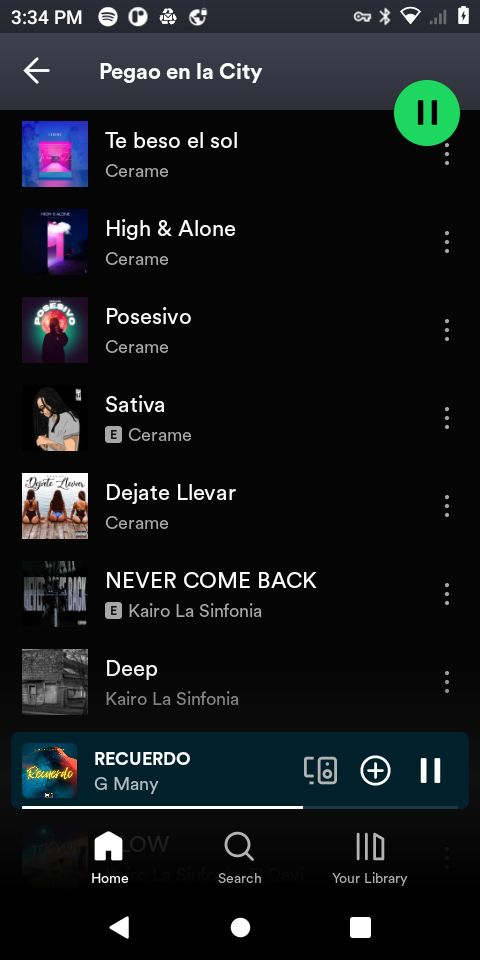 3:34 PM
Pegao en la City
Te beso el sol
Cerame
High & Alone
Cerame
Posesivo
Cerame
Sativa
E Cerame
Dejate Llevar
Cerame
NEVER COME BACK
E Kairo La Sinfonia
Deep
Kairo La Sinfonia
RECUERDO
G Many
Home
Search
Your Library